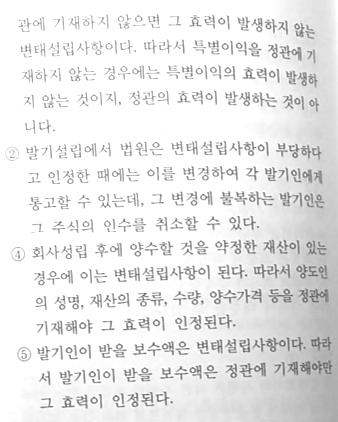 관에 기재하지 않으면 그 효력이 발생하지 않는
변태설립사항이다. 따라서 특별이익을 정관에 기
재하지 않는 경우에는 특별이익의 효력이 발생하
지 않는 것이지, 정관의 효력이 발생하는 것이 아
니다.
② 발기설립에서 법원은 변태설립사항이 부당하다
고 인정한 때에는 이를 변경하여 각 발기인에게
통고할 수 있는데, 그 변경에 불복하는 발기인은
그 주식의 인수를 취소할 수 있다.
④ 회사성립 후에 양수할 것을 약정한 재산이 있는
경우에 이는 변태설립사항이 된다. 따라서 양도인
의 성명, 재산의 종류, 수량, 양수가격 등을 정관에
기재해야 그 효력이 인정된다.
⑤ 발기인이 받을 보수액은 변태설립사항이다. 따라
서 발기인이 받을 보수액은 정관에 기재해야만
그 효력이 인정된다.